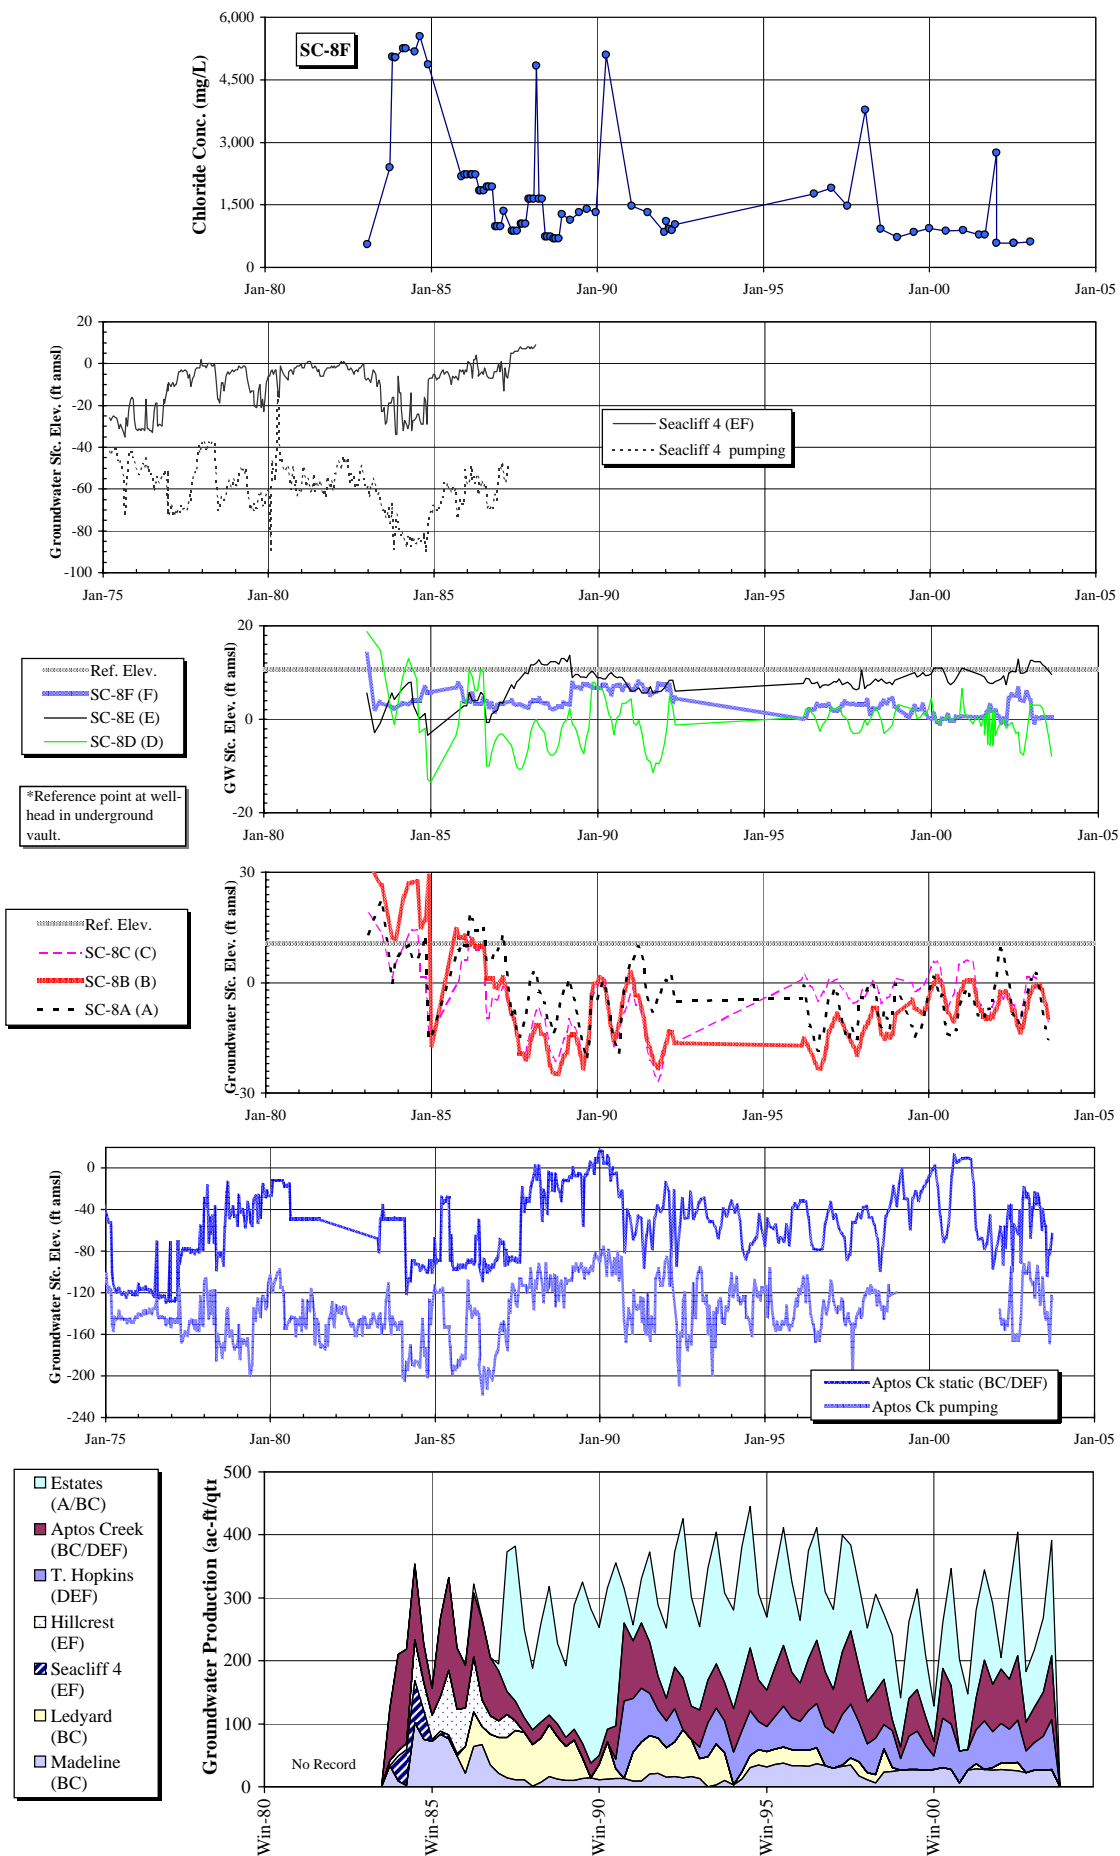 SC-8F
Chloride Conc. (mg/L)
6,000
4,500
3,000
1,500
0
Jan-80 Jan-85 Jan-90 Jan-95 Jan-00 Jan-05
Groundwater Sfc. Elev. (ft amsl)
20
0
-20
-40
-60
-80
-100
Seacliff 4 (EF)
Seacliff 4 pumping
Jan-75 Jan-80 Jan-85 Jan-90 Jan-95 Jan-00 Jan-05
Ref. Elev.
SC-8F (F)
SC-8E (E)
SC-8D (D)
*Reference point at well-
head in underground
vault.
GW Sfc. Elev. (ft amsl)
20
0
-20
Jan-80 Jan-85 Jan-90 Jan-95 Jan-00 Jan-05
Ref. Elev.
SC-8C (C)
SC-8B (B)
SC-8A (A)
Groundwater Sfc. Elev. (ft amsl)
30
0
-30
Jan-80 Jan-85 Jan-90 Jan-95 Jan-00 Jan-05
Groundwater Sfc. Elev. (ft amsl)
0
-40
-80
-120
-160
-200
-240
Aptos Ck static (BC/DEF)
Aptos Ck pumping
Jan-75 Jan-80 Jan-85 Jan-90 Jan-95 Jan-00 Jan-05
Estates
(A/BC)
Aptos Creek
(BC/DEF)
T. Hopkins
(DEF)
Hillcrest
(EF)
Seacliff 4
(EF)
Ledyard
(BC)
Madeline
(BC)
Groundwater Production (ac-ft/qtr
500
400
300
200
100
0
No Record
Win-80 Win-85 Win-90 Win-95 Win-00